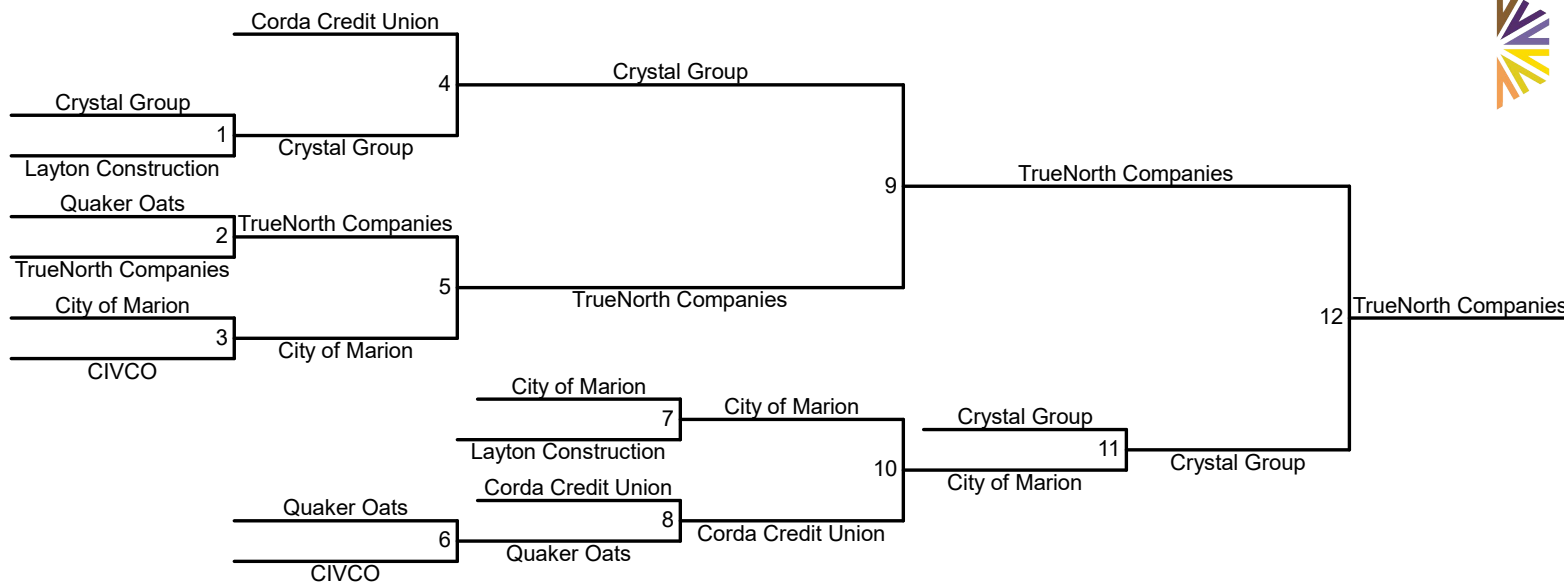 Corda Credit Union
4
Crystal Group
Crystal Group
1
Crystal Group
Layton Construction
Quaker Oats
2
TrueNorth Companies
TrueNorth Companies
5
TrueNorth Companies
City of Marion
3
City of Marion
CIVCO
9
TrueNorth Companies
12
TrueNorth Companies
City of Marion
7
City of Marion
Layton Construction
Corda Credit Union
8
Corda Credit Union
Quaker Oats
6
Quaker Oats
CIVCO
10
Crystal Group
11
Crystal Group
City of Marion